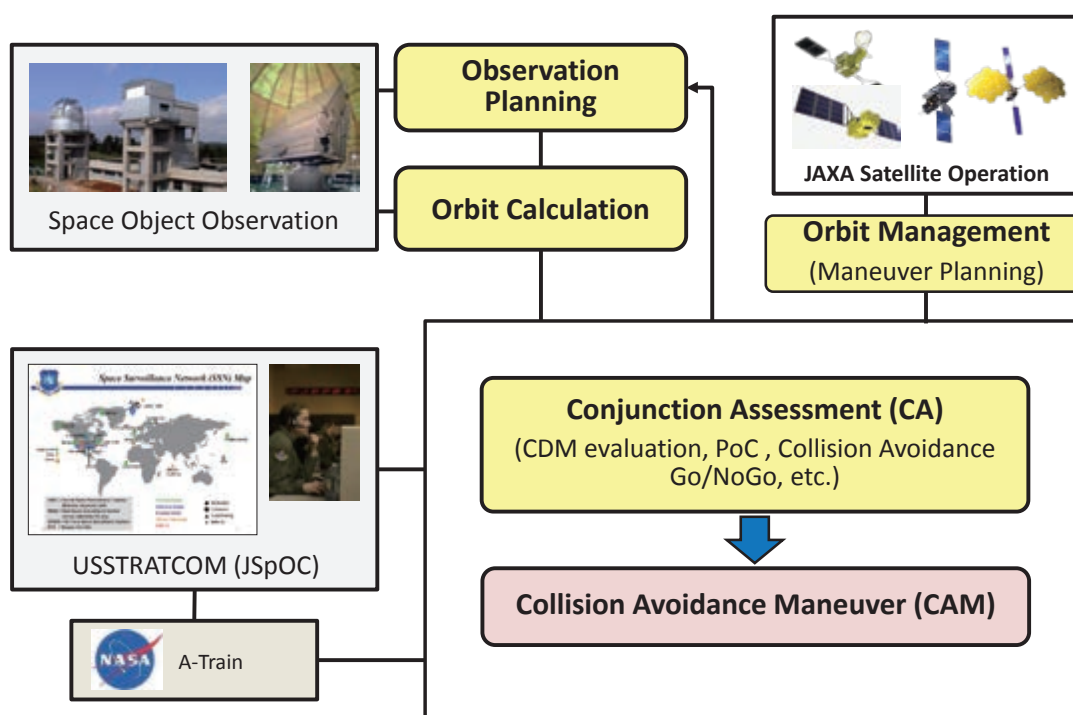 Observation
Planning
Orbit Calculation
Space Object Observation
JAXA Satellite Operation
Orbit Management
(Maneuver Planning)
Space Surveillance Network (SSN) Map
USSTRATCOM (JSpOC)
NASA
A-Train
Conjunction Assessment (CA)
(CDM evaluation, PoC , Collision Avoidance
Go/NoGo, etc.)
Collision Avoidance Maneuver (CAM)